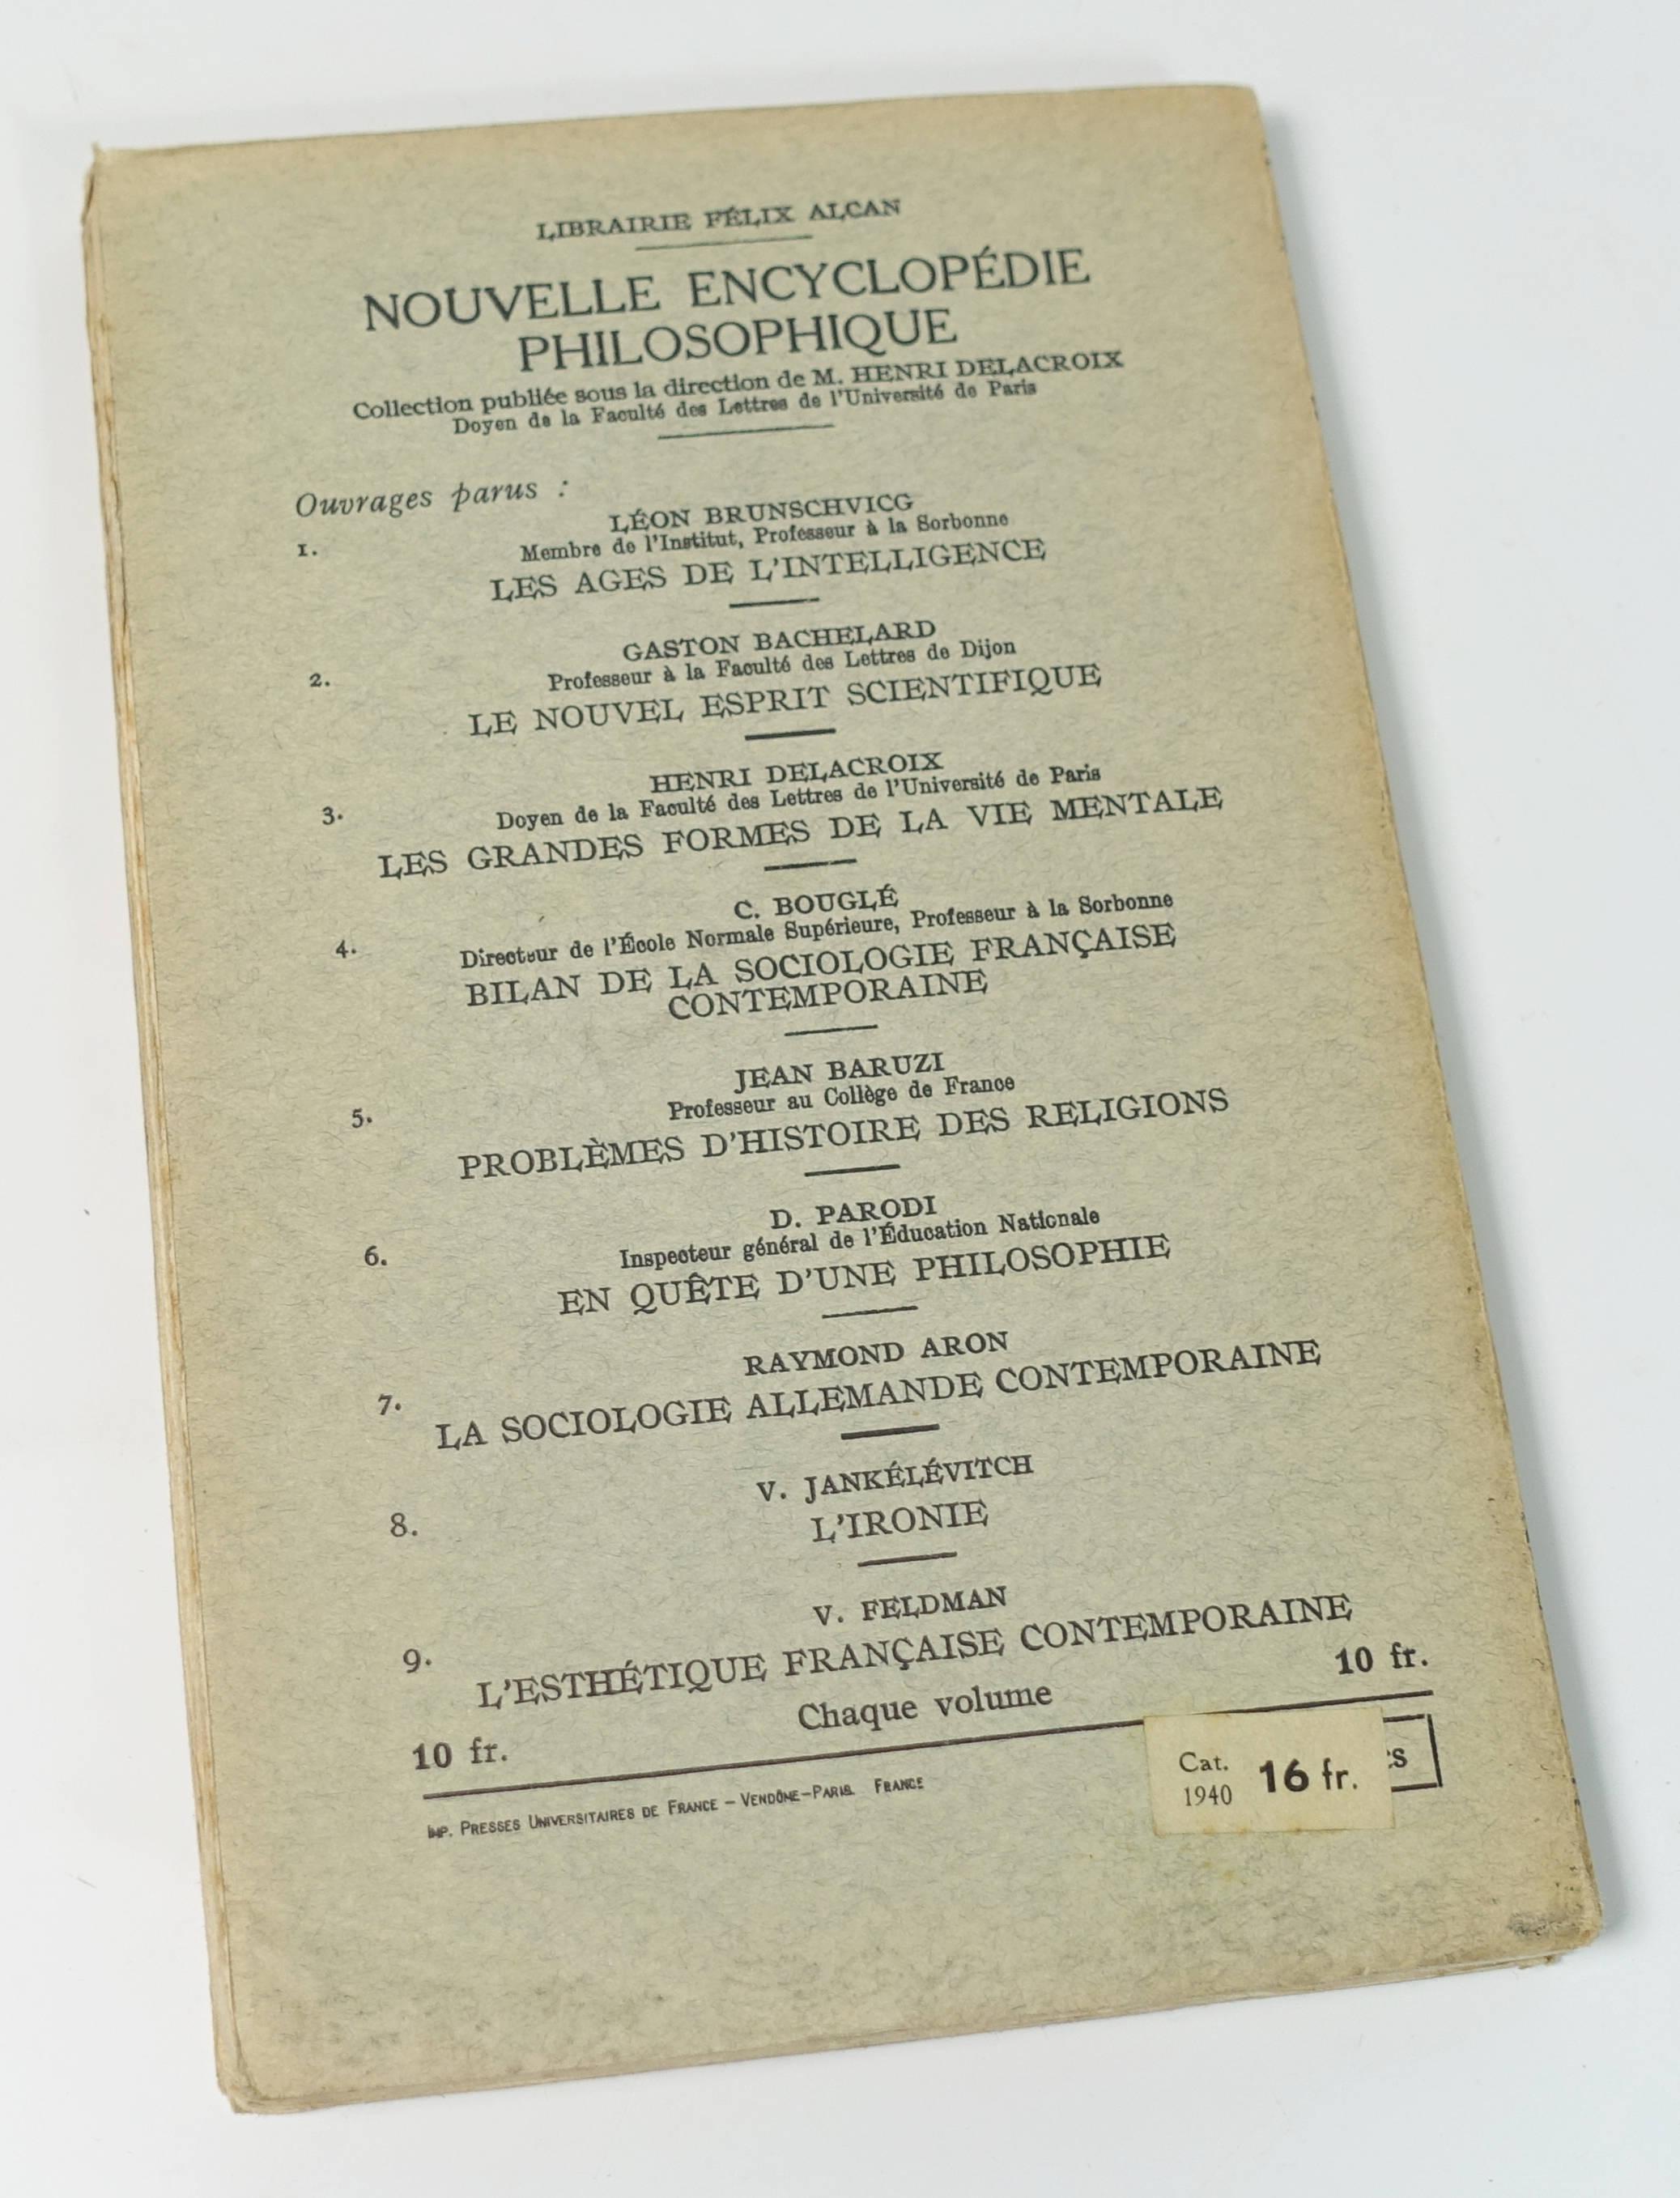 LIBRAIRIE FÉLIX ALCAN
NOUVELLE ENCYCLOPÉDIE
PHILOSOPHIQUE
Collection publiée sous la direction de M. HENRI DELACROIX
Doyen de la Faculté des Lettres de l'Université de Paris
Ouvrages parus :
1.
LÉON BRUNSCHVICG
Membre de l'Institut, Professeur à la Sorbonne
LES AGES DE L'INTELLIGENCE
2.
GASTON BACHELARD
Professeur à la Faculté des Lettres de Dijon
LE NOUVEL ESPRIT SCIENTIFIQUE
3.
HENRI DELACROIX
Doyen de la Faculté des Lettres de l'Université de Paris
LES GRANDES FORMES DE LA VIE MENTALE
4.
C. BOUGLÉ
Directeur de l'École Normale Supérieure, Professeur à la Sorbonne
BILAN DE LA SOCIOLOGIE FRANÇAISE
CONTEMPORAINE
5.
JEAN BARUZI
Professeur au Collège de France
PROBLÈMES D'HISTOIRE DES RELIGIONS
6.
D. PARODI
Inspecteur général de l'Éducation Nationale
EN QUÊTE D'UNE PHILOSOPHIE
7.
RAYMOND ARON
LA SOCIOLOGIE ALLEMANDE CONTEMPORAINE
8.
V. JANKÉLÉVITCH
L'IRONIE
9.
V. FELDMAN
L'ESTHÉTIQUE FRANÇAISE CONTEMPORAINE
10 fr. Chaque volume 10 fr.
IMP. PRESSES UNIVERSITAIRES DE FRANCE – VENDÔME–PARIS. FRANCE
Cat.
1940
16 fr.